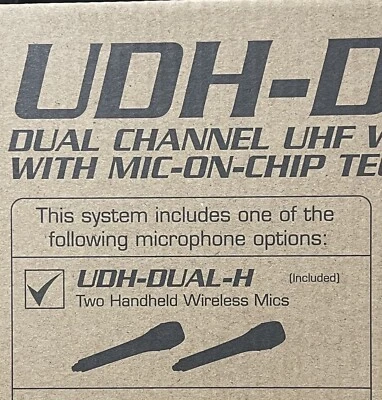 UDH-D
DUAL CHANNEL UHF
WITH MIC-ON-CHIP
This system includes one of the
following microphone options:
UDH-DUAL-H (Included)
Two Handheld Wireless Mics